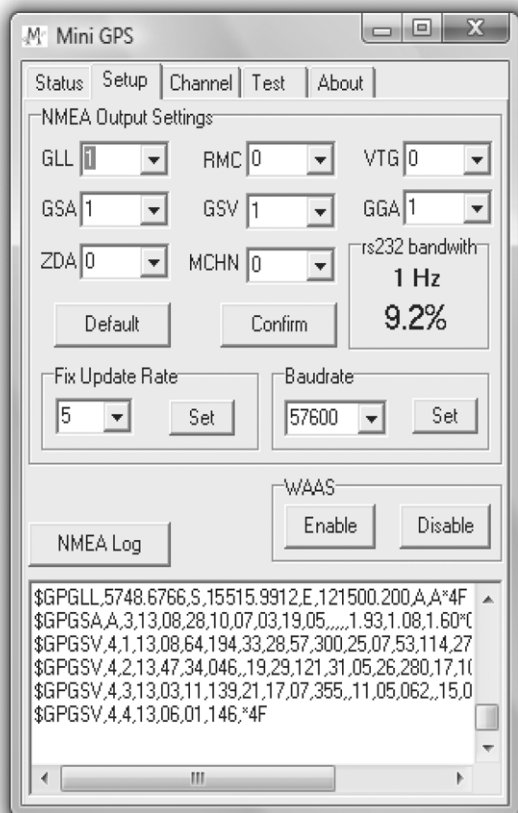 Mini GPS
Status Setup Channel Test About
NMEA Output Settings
GLL 1 RMC 0 VTG 0
GSA 1 GSV 1 GGA 1
ZDA 0 MCHN 0
rs232 bandwith
1 Hz
9.2%
Default Confirm
Fix Update Rate
5 Set
Baudrate
57600 Set
WAAS
Enable Disable
NMEA Log
$GPGLL,5748.6766,S,15515.9912,E,121500.200,A,A*4F
$GPGSA,A,3,13,08,28,10,07,03,19,05,,,,,1.93,1.08,1.60*
$GPGSV,4,1,13,08,64,194,33,28,57,300,25,07,53,114,27
$GPGSV,4,2,13,47,34,046,,19,29,121,31,05,26,280,17,10
$GPGSV,4,3,13,03,11,139,21,17,07,355,,11,05,062,,15,0
$GPGSV,4,4,13,06,01,146,*4F